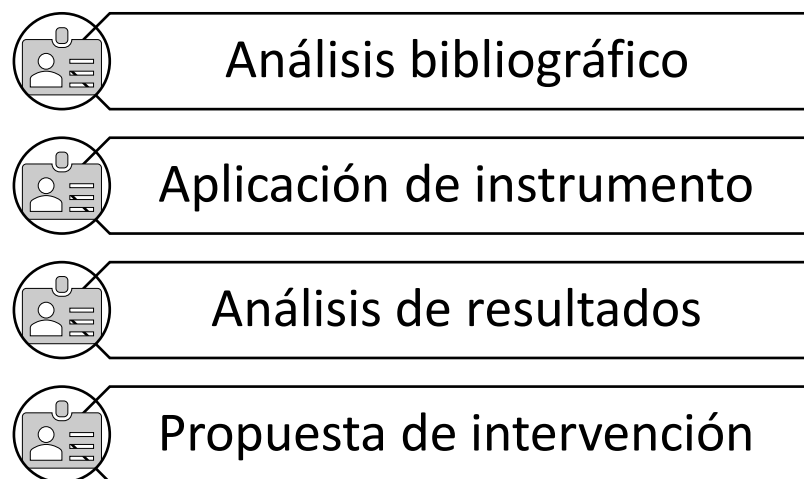 Análisis bibliográfico
Aplicación de instrumento
Análisis de resultados
Propuesta de intervención